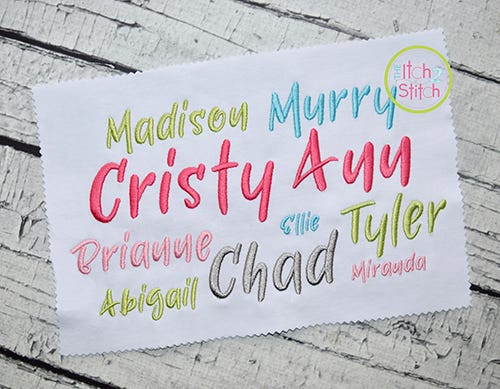 THE Itch 2 Stitch
Madison Murry
Cristy Ann
Brianne Ellie Tyler
Abigail Chad Miranda